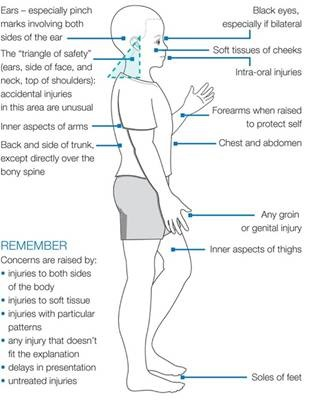 Ears – especially pinch
marks involving both
sides of the ear
The “triangle of safety”
(ears, side of face, and
neck, top of shoulders):
accidental injuries
in this area are unusual
Inner aspects of arms
Back and side of trunk,
except directly over the
bony spine
Black eyes,
especially if bilateral
Soft tissues of cheeks
Intra-oral injuries
Forearms when raised
to protect self
Chest and abdomen
Any groin
or genital injury
Inner aspects of thighs
Soles of feet
REMEMBER
Concerns are raised by:
• injuries to both sides
of the body
• injuries to soft tissue
• injuries with particular
patterns
• any injury that doesn’t
fit the explanation
• delays in presentation
• untreated injuries